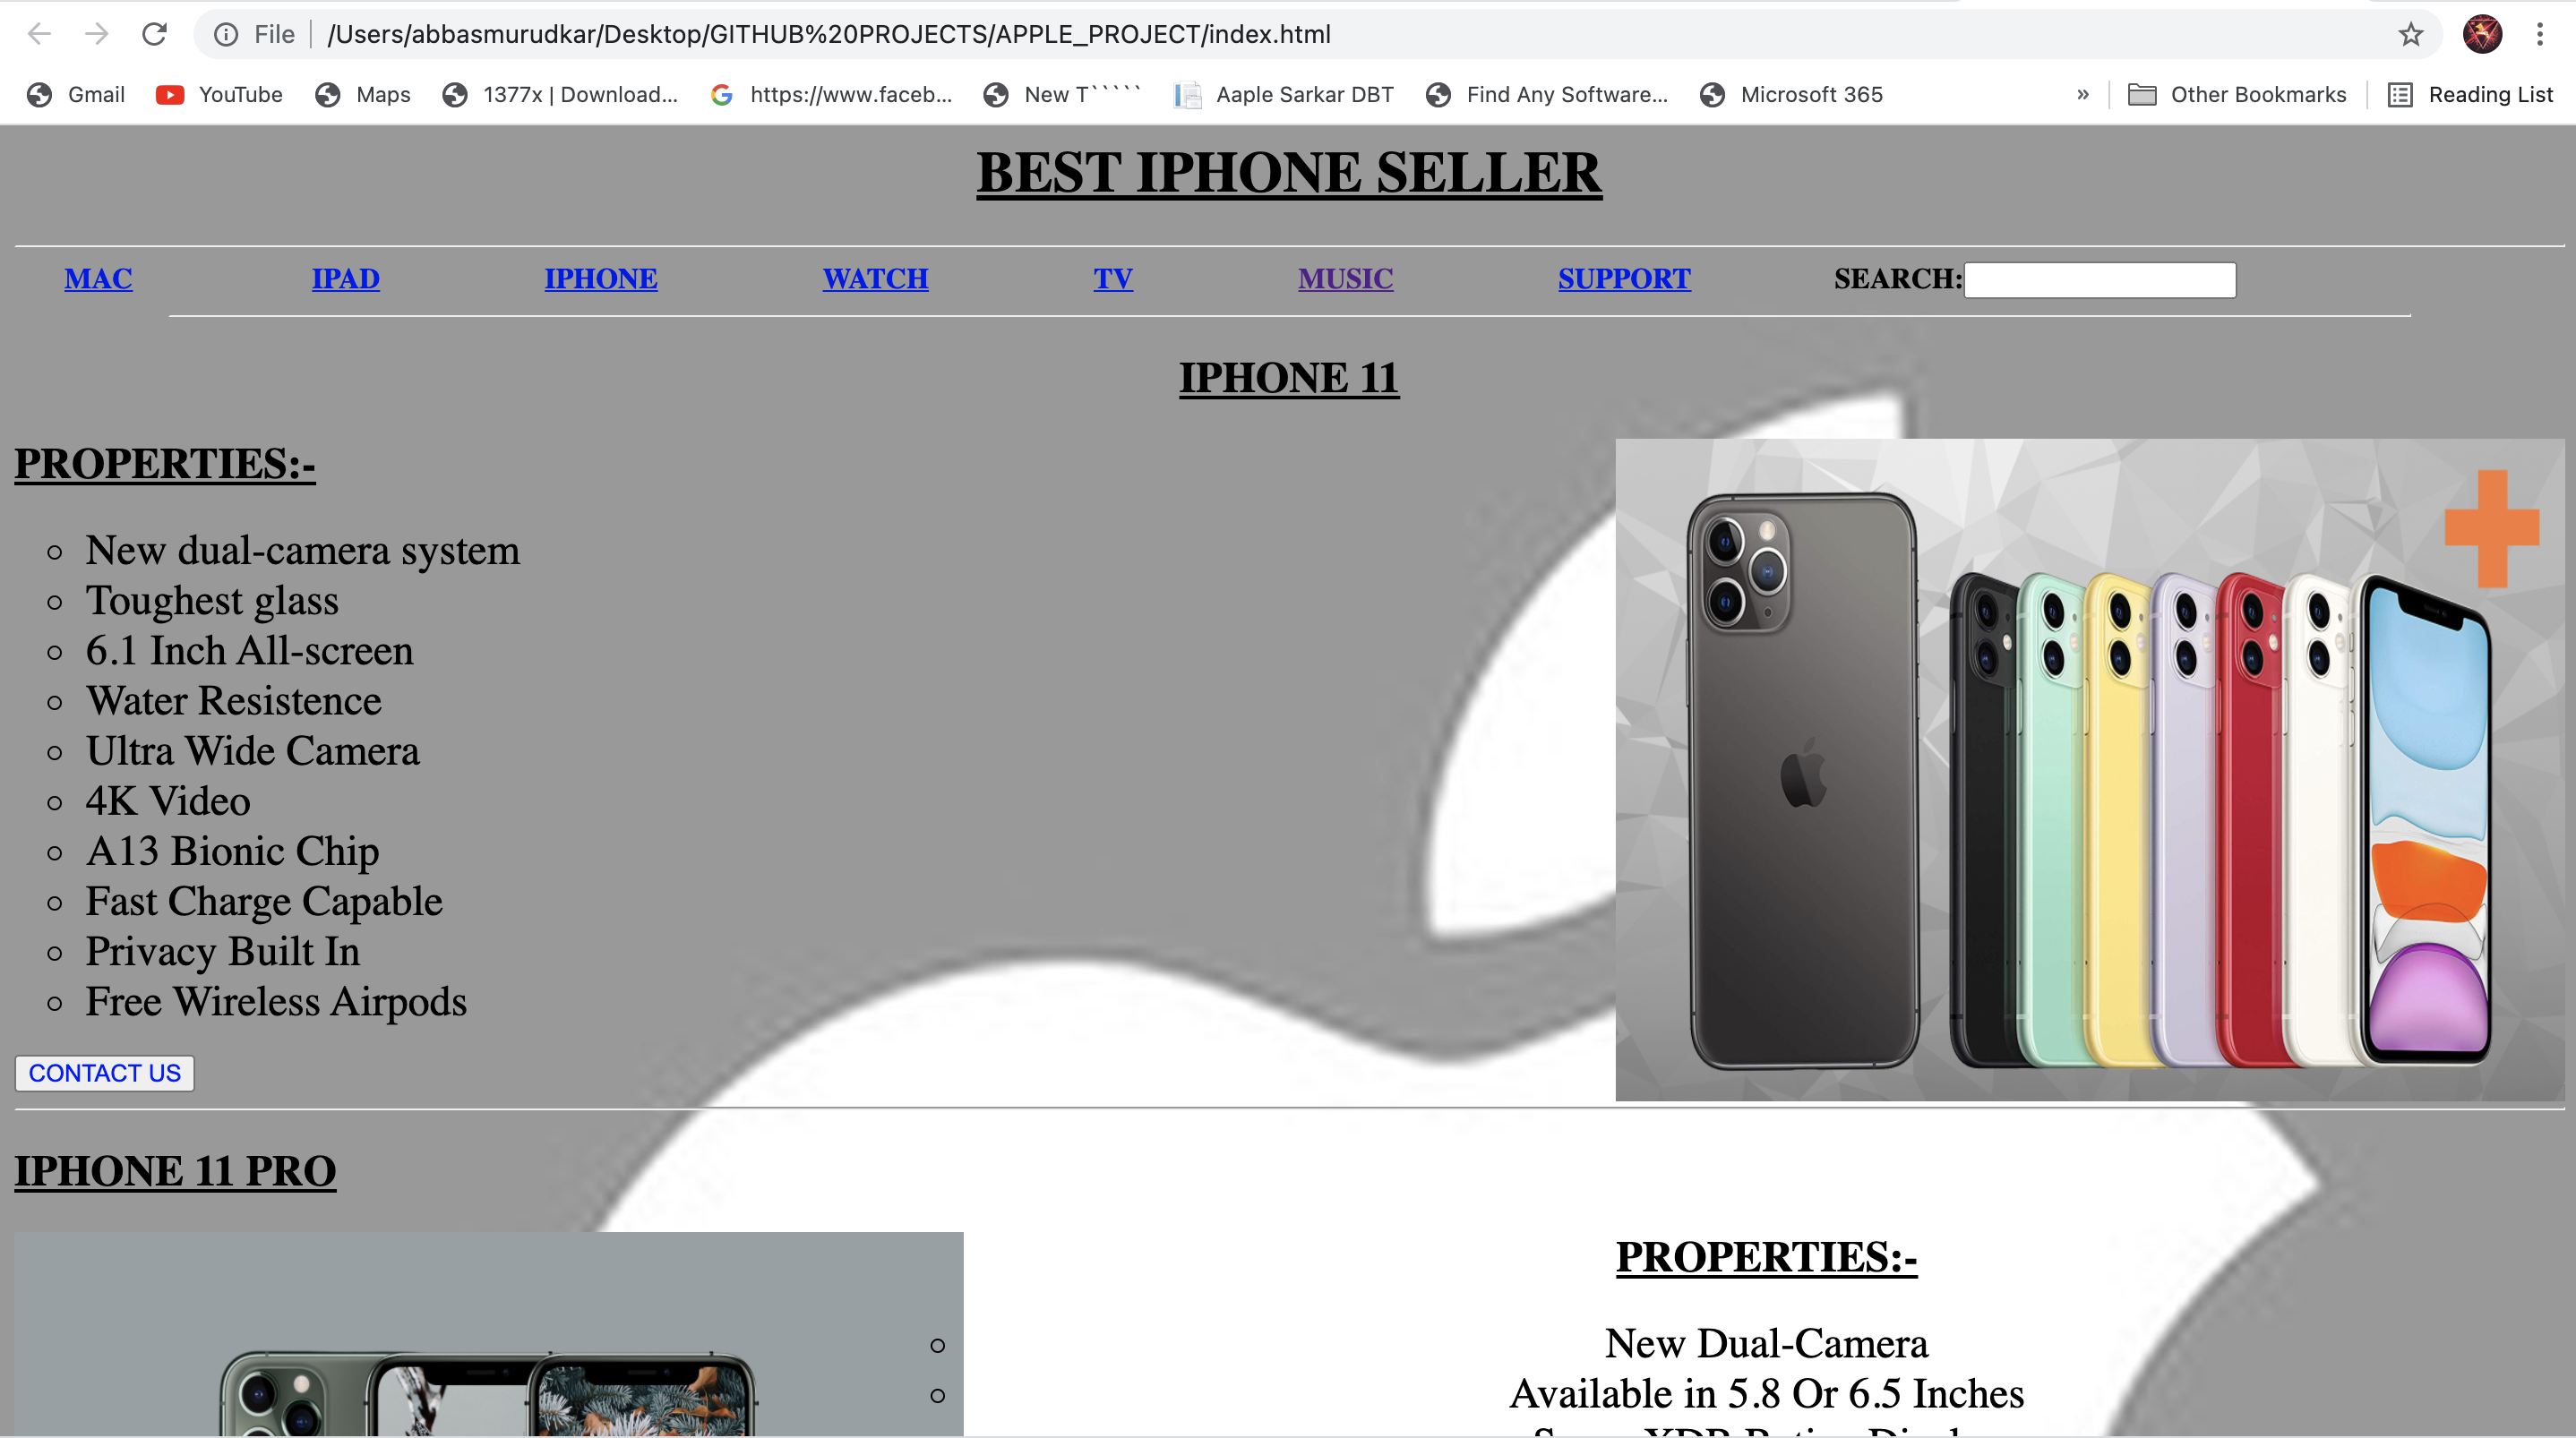 File | /Users/abbasmurudkar/Desktop/GITHUB%20PROJECTS/APPLE_PROJECT/index.html
Gmail YouTube Maps 1377x | Download... https://www.faceb... New T````` Aaple Sarkar DBT Find Any Software... Microsoft 365 » Other Bookmarks Reading List
BEST IPHONE SELLER
MAC IPAD IPHONE WATCH TV MUSIC SUPPORT SEARCH:
IPHONE 11
PROPERTIES:-
New dual-camera system
Toughest glass
6.1 Inch All-screen
Water Resistence
Ultra Wide Camera
4K Video
A13 Bionic Chip
Fast Charge Capable
Privacy Built In
Free Wireless Airpods
CONTACT US
IPHONE 11 PRO
PROPERTIES:-
New Dual-Camera
Available in 5.8 Or 6.5 Inches